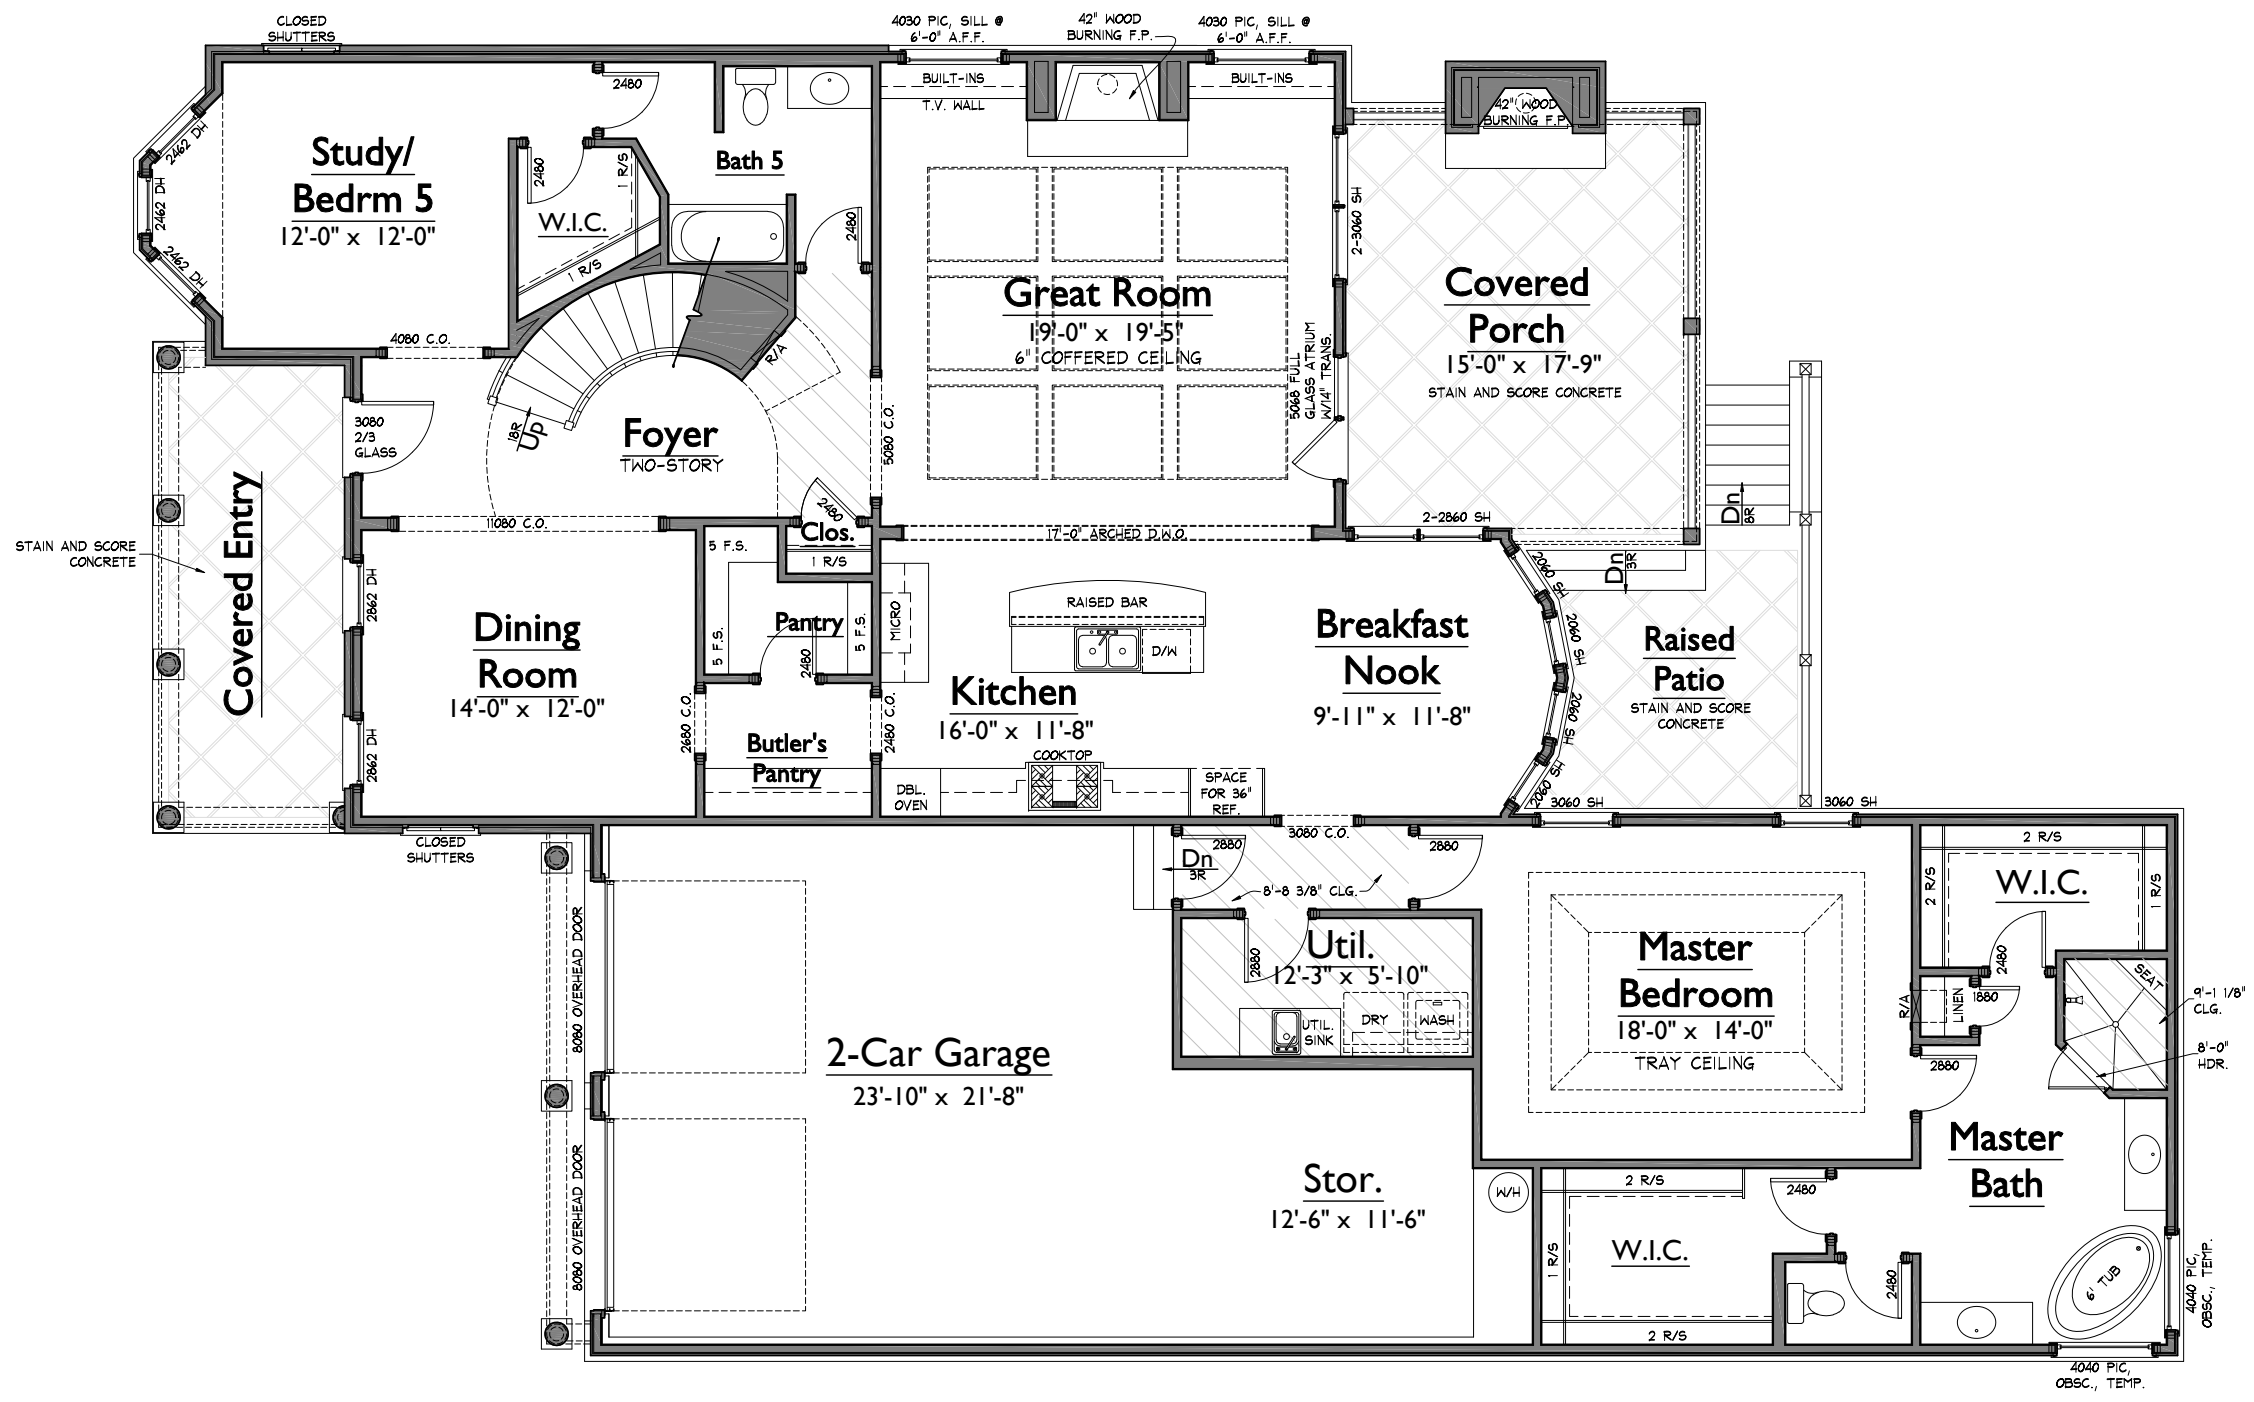 CLOSED
SHUTTERS
4030 PIC, SILL @
6'-0" A.F.F.
42" WOOD
BURNING F.P.
4030 PIC, SILL @
6'-0" A.F.F.
2480
BUILT-INS
T.V. WALL
BUILT-INS
42" WOOD
BURNING F.P.
2462 DH
2462 DH
2462 DH
Study/
Bedrm 5
12'-0" x 12'-0"
2480
1 R/S
W.I.C.
1 R/S
Bath 5
2480
Great Room
19'-0" x 19'-5"
6" COFFERED CEILING
2-3060 SH
5068 FULL
GLASS ATRIUM
W/14" TRANS.
Covered
Porch
15'-0" x 17'-9"
STAIN AND SCORE CONCRETE
4080 C.O.
R/A
3080
2/3
GLASS
18R
Up
Foyer
TWO-STORY
5080 C.O.
2480
Clos.
1 R/S
Dn
8R
Covered Entry
STAIN AND SCORE
CONCRETE
11080 C.O.
17'-0" ARCHED D.W.O.
2-2860 SH
2862 DH
2862 DH
Dining
Room
14'-0" x 12'-0"
5 F.S.
5 F.S.
Pantry
5 F.S.
2480
2680 C.O.
Butler's
Pantry
2480 C.O.
MICRO
RAISED BAR
D/W
Kitchen
16'-0" x 11'-8"
COOKTOP
DBL.
OVEN
SPACE
FOR 36"
REF.
Breakfast
Nook
9'-11" x 11'-8"
2060 SH
2060 SH
2060 SH
2060 SH
Dn
3R
Raised
Patio
STAIN AND SCORE
CONCRETE
3060 SH
3060 SH
CLOSED
SHUTTERS
3080 C.O.
2880
Dn
3R
2880
8'-8 3/8" CLG.
Util.
12'-3" x 5'-10"
2880
UTIL.
SINK
DRY
WASH
8080 OVERHEAD DOOR
8080 OVERHEAD DOOR
2-Car Garage
23'-10" x 21'-8"
Stor.
12'-6" x 11'-6"
W/H
Master
Bedroom
18'-0" x 14'-0"
TRAY CEILING
2 R/S
2 R/S
W.I.C.
1 R/S
2480
R/A
LINEN
1880
SEAT
9'-1 1/8"
CLG.
8'-0"
HDR.
2880
Master
Bath
2 R/S
2480
1 R/S
W.I.C.
2 R/S
2480
6' TUB
4040 PIC,
OBSC., TEMP.
4040 PIC,
OBSC., TEMP.